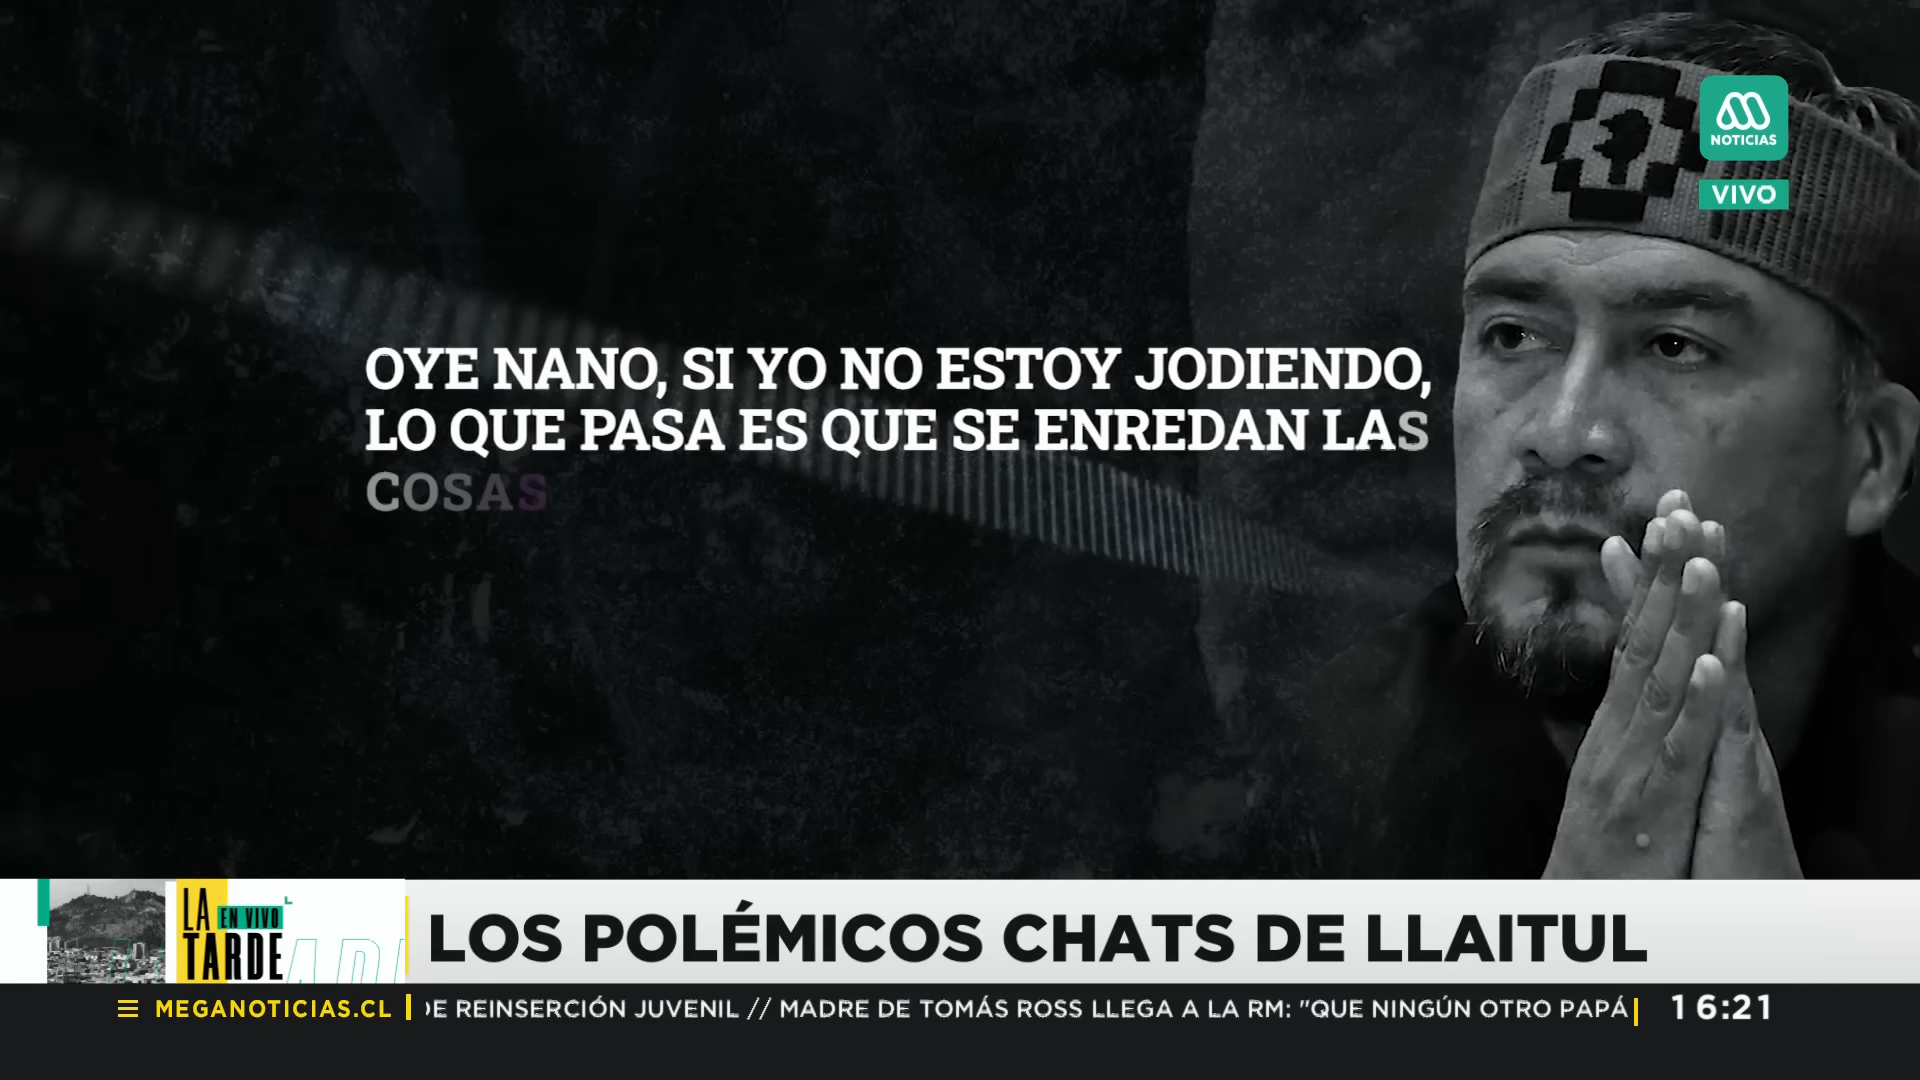 NOTICIAS
VIVO
OYE NANO, SI YO NO ESTOY JODIENDO,
LO QUE PASA ES QUE SE ENREDAN LAS
COSAS
LA
EN VIVO
TARDE
LOS POLÉMICOS CHATS DE LLAITUL
MEGANOTICIAS.CL
DE REINSERCIÓN JUVENIL // MADRE DE TOMÁS ROSS LLEGA A LA RM: "QUE NINGÚN OTRO PAPÁ
16:21